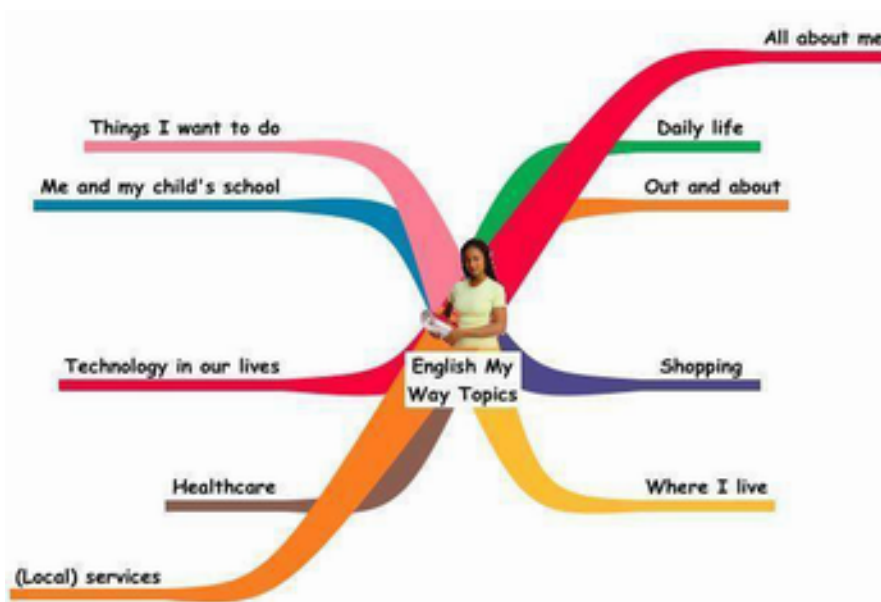 All about me
Things I want to do
Daily life
Me and my child's school
Out and about
Technology in our lives
English My
Way Topics
Shopping
Healthcare
Where I live
(Local) services